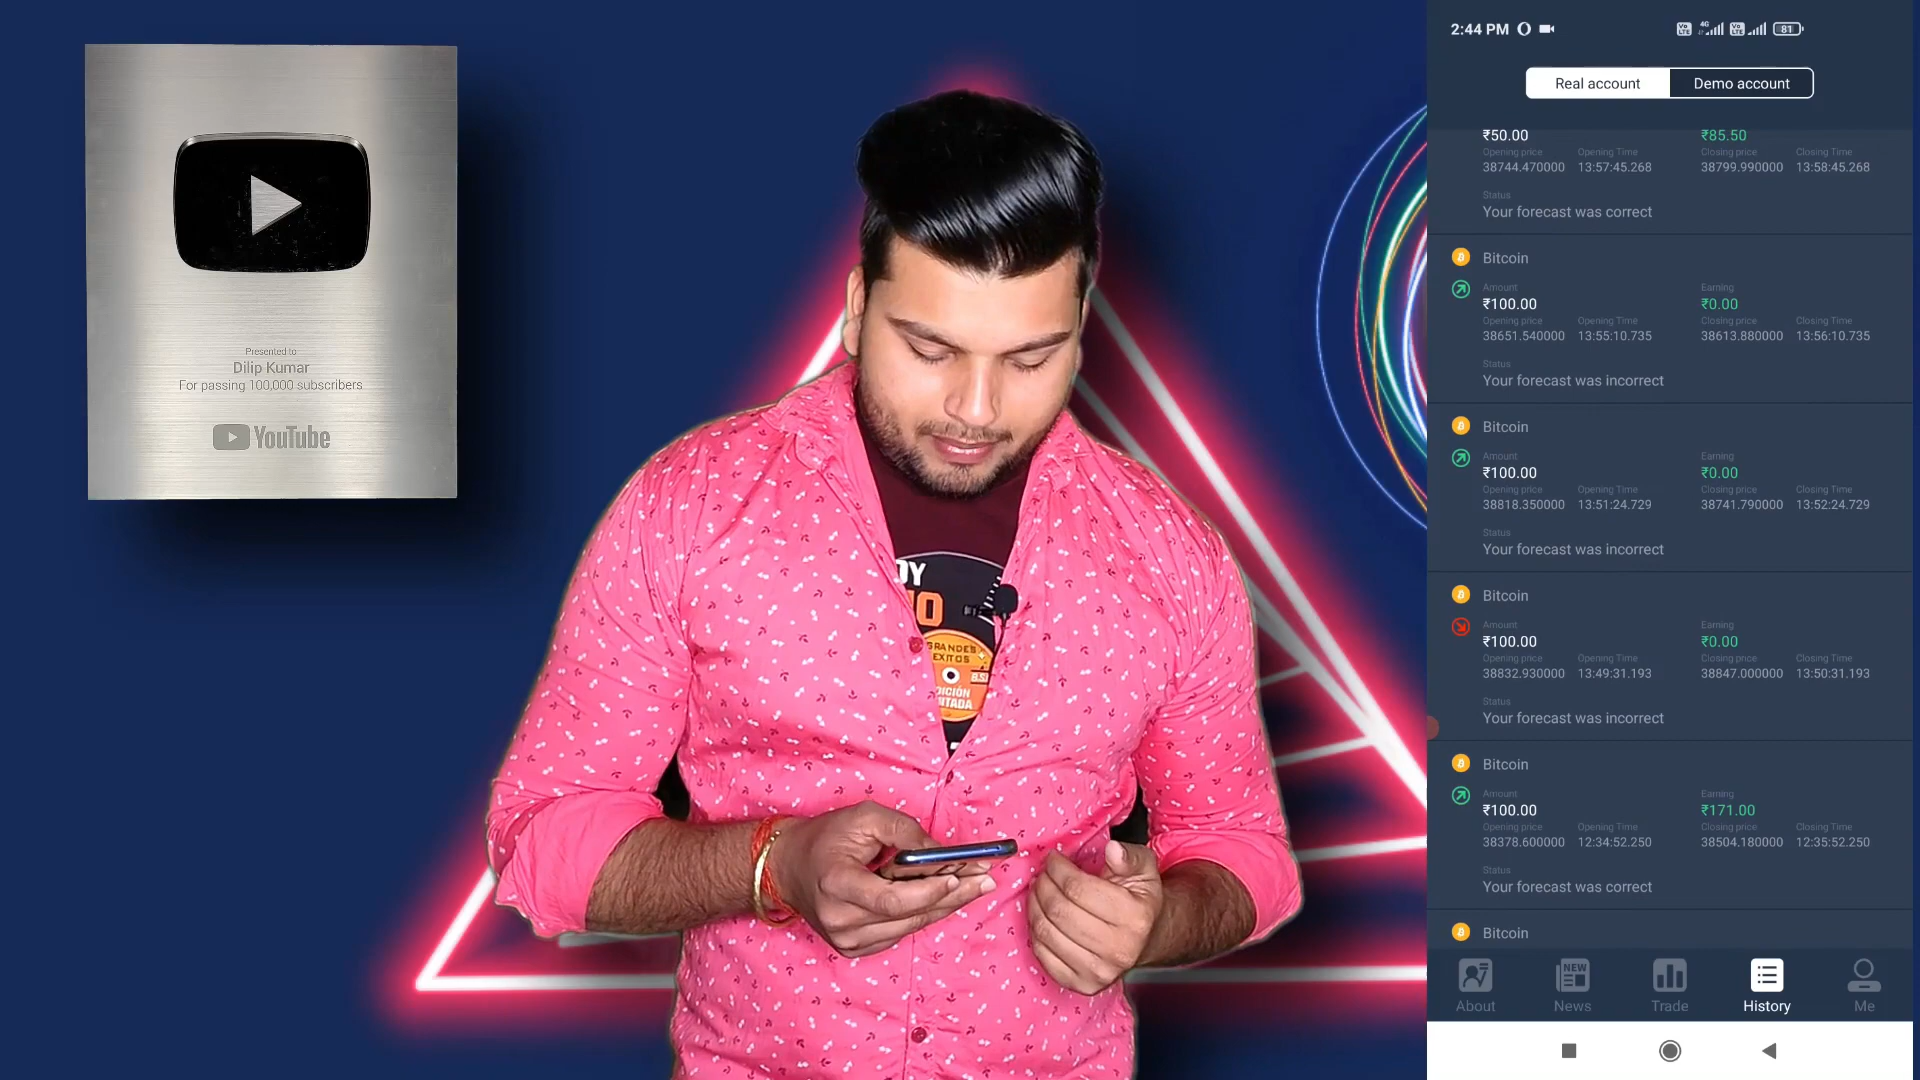 Presented to
Dilip Kumar
For passing 100,000 subscribers
YouTube
OY
GRANDES
EXITOS
2:44 PM
4G
81
Real account Demo account
₹50.00 ₹85.50
Opening price Opening Time Closing price Closing Time
38744.470000 13:57:45.268 38799.990000 13:58:45.268
Status
Your forecast was correct
Bitcoin
Amount Earning
₹100.00 ₹0.00
Opening price Opening Time Closing price Closing Time
38651.540000 13:55:10.735 38613.880000 13:56:10.735
Status
Your forecast was incorrect
Bitcoin
Amount Earning
₹100.00 ₹0.00
Opening price Opening Time Closing price Closing Time
38818.350000 13:51:24.729 38741.790000 13:52:24.729
Status
Your forecast was incorrect
Bitcoin
Amount Earning
₹100.00 ₹0.00
Opening price Opening Time Closing price Closing Time
38832.930000 13:49:31.193 38847.000000 13:50:31.193
Status
Your forecast was incorrect
Bitcoin
Amount Earning
₹100.00 ₹171.00
Opening price Opening Time Closing price Closing Time
38378.600000 12:34:52.250 38504.180000 12:35:52.250
Status
Your forecast was correct
Bitcoin
NEW
About News Trade History Me